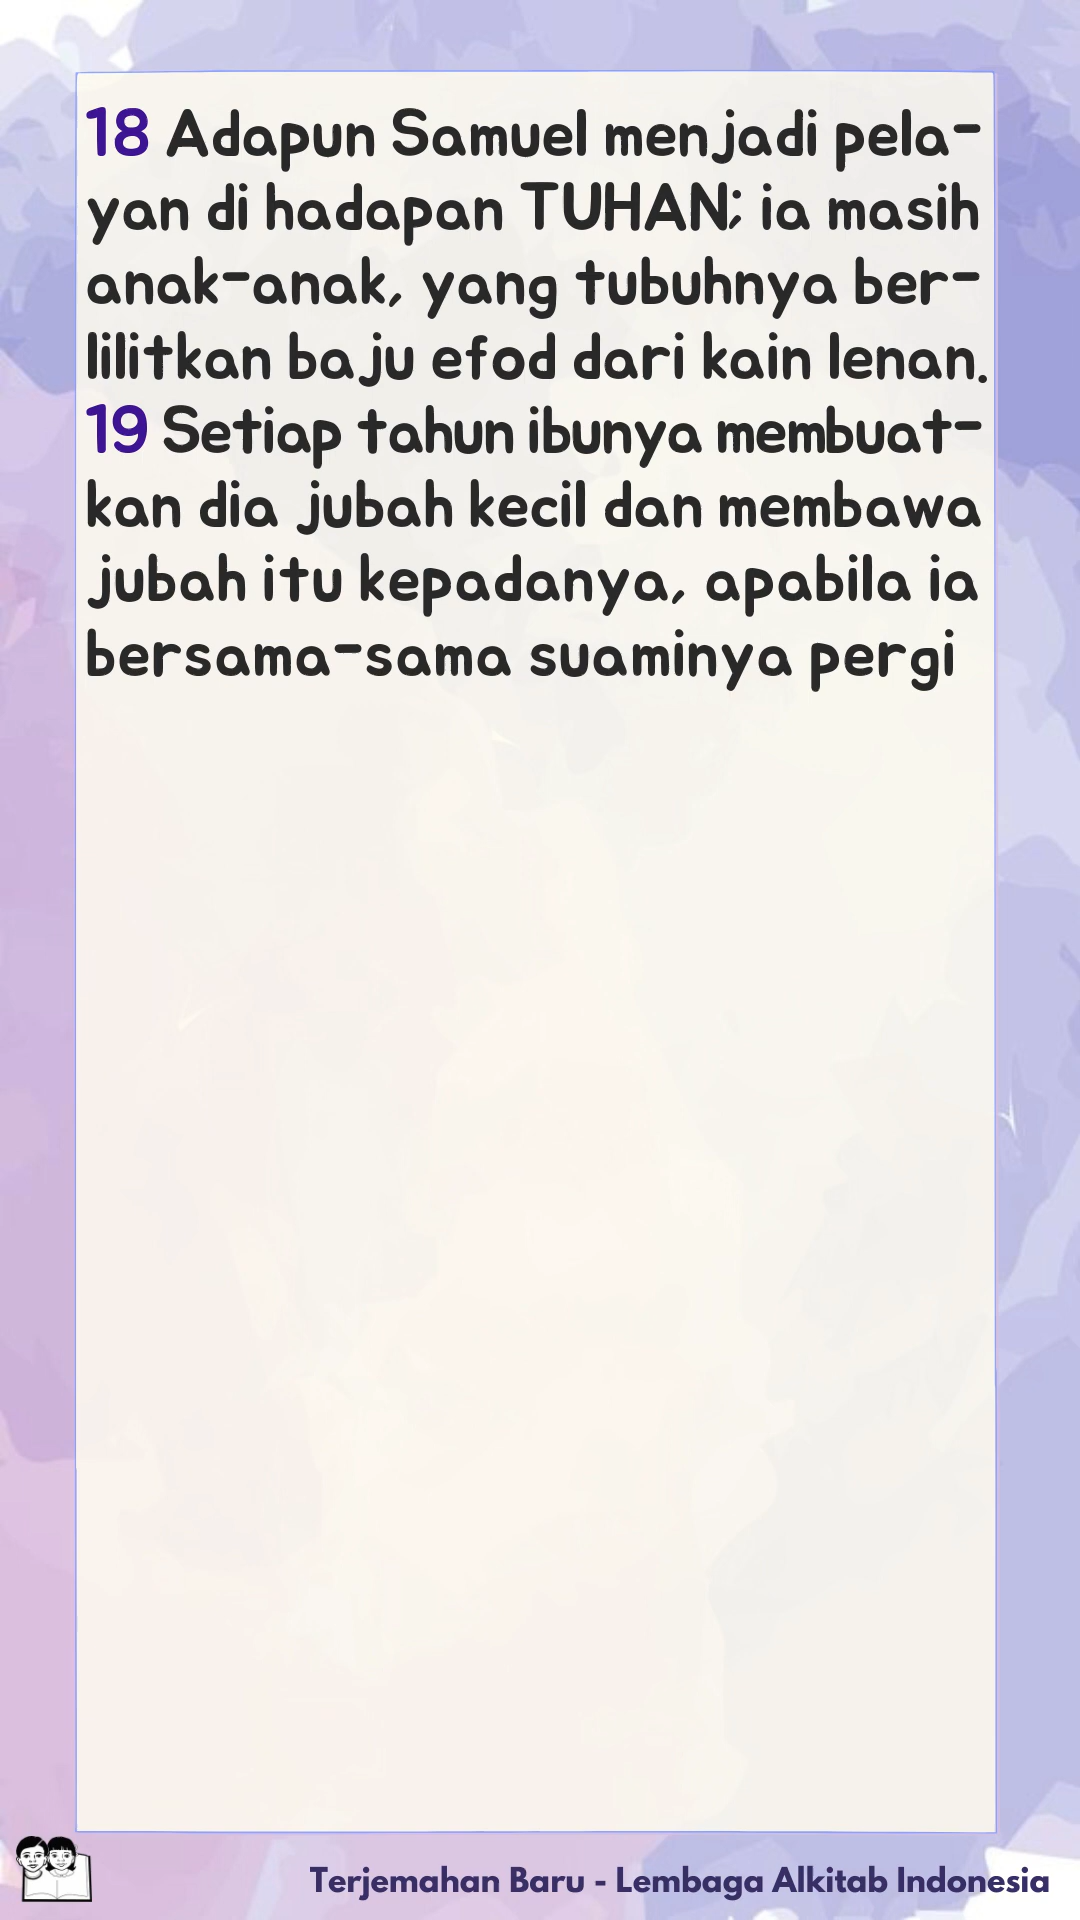 18 Adapun Samuel menjadi pela-
yan di hadapan TUHAN; ia masih
anak-anak, yang tubuhnya ber-
lilitkan baju efod dari kain lenan.
19 Setiap tahun ibunya membuat-
kan dia jubah kecil dan membawa
jubah itu kepadanya, apabila ia
bersama-sama suaminya pergi
Terjemahan Baru - Lembaga Alkitab Indonesia